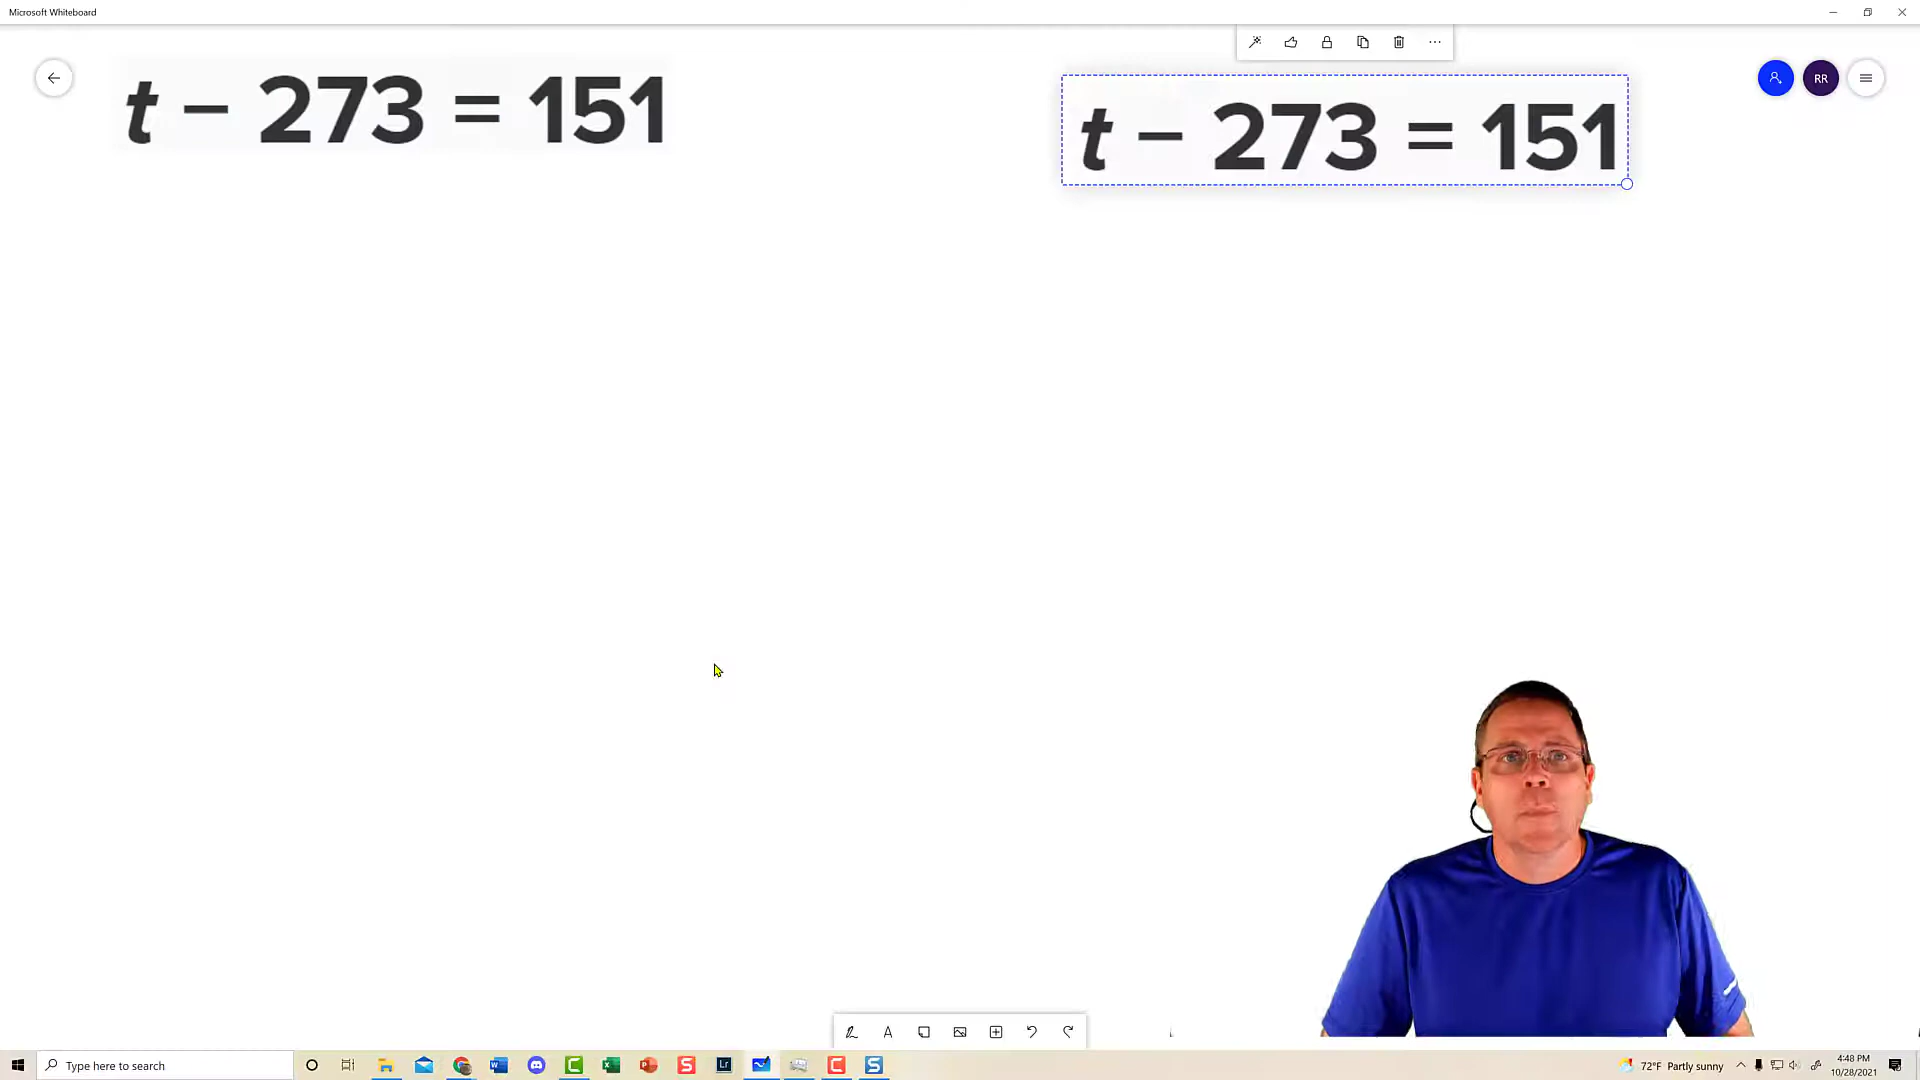 Microsoft Whiteboard
t – 273 = 151
t – 273 = 151
RR
A
Type here to search
Lr
72°F Partly sunny
4:48 PM
10/28/2021